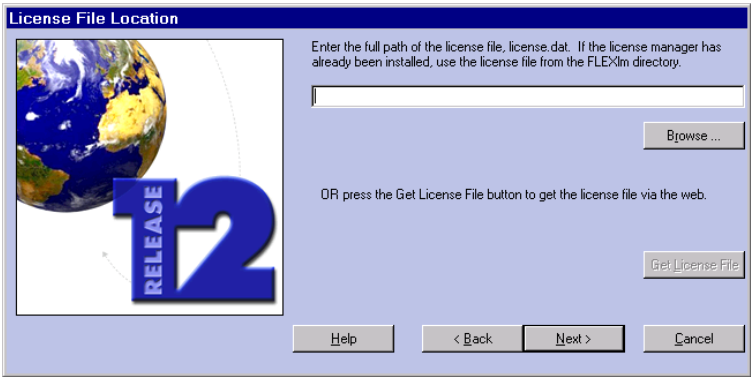 License File Location
Enter the full path of the license file, license.dat.  If the license manager has
already been installed, use the license file from the FLEXlm directory.
Browse ...
OR press the Get License File button to get the license file via the web.
RELEASE
12
Get License File
Help
< Back
Next >
Cancel